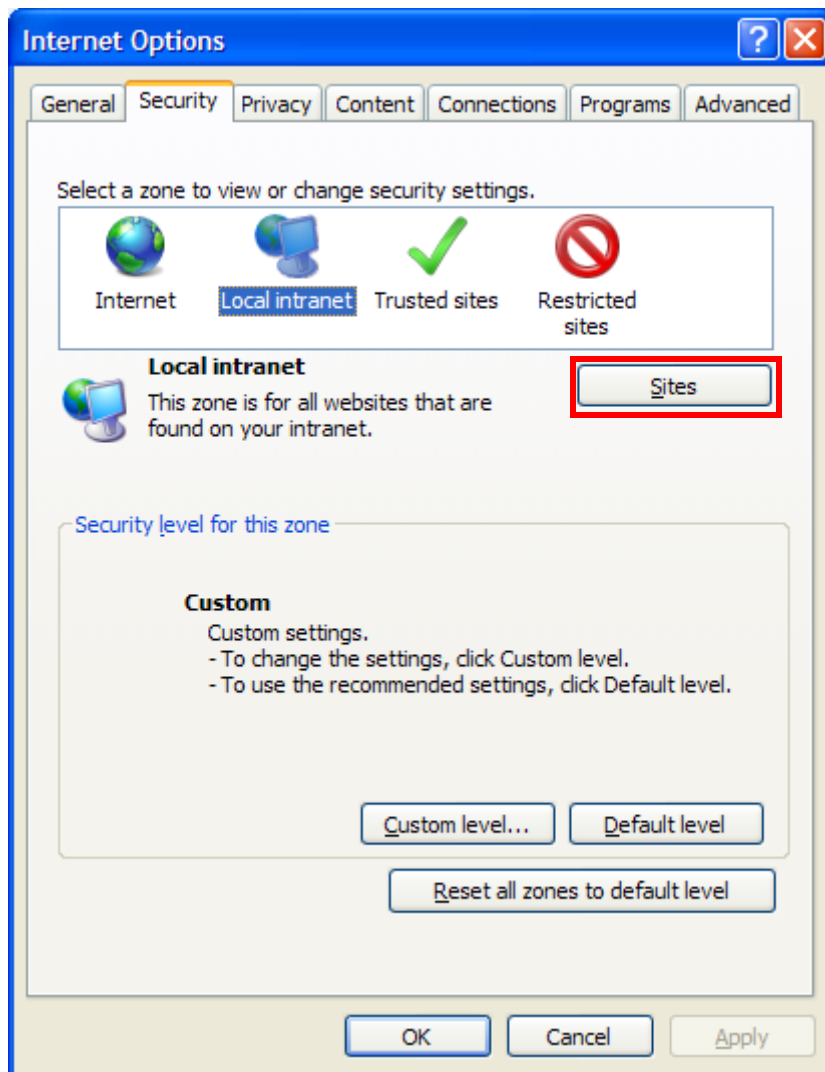 Internet Options
General Security Privacy Content Connections Programs Advanced
Select a zone to view or change security settings.
Internet Local intranet Trusted sites Restricted sites
Local intranet
Sites
This zone is for all websites that are
found on your intranet.
Security level for this zone
Custom
Custom settings.
- To change the settings, click Custom level.
- To use the recommended settings, click Default level.
Custom level... Default level
Reset all zones to default level
OK Cancel Apply